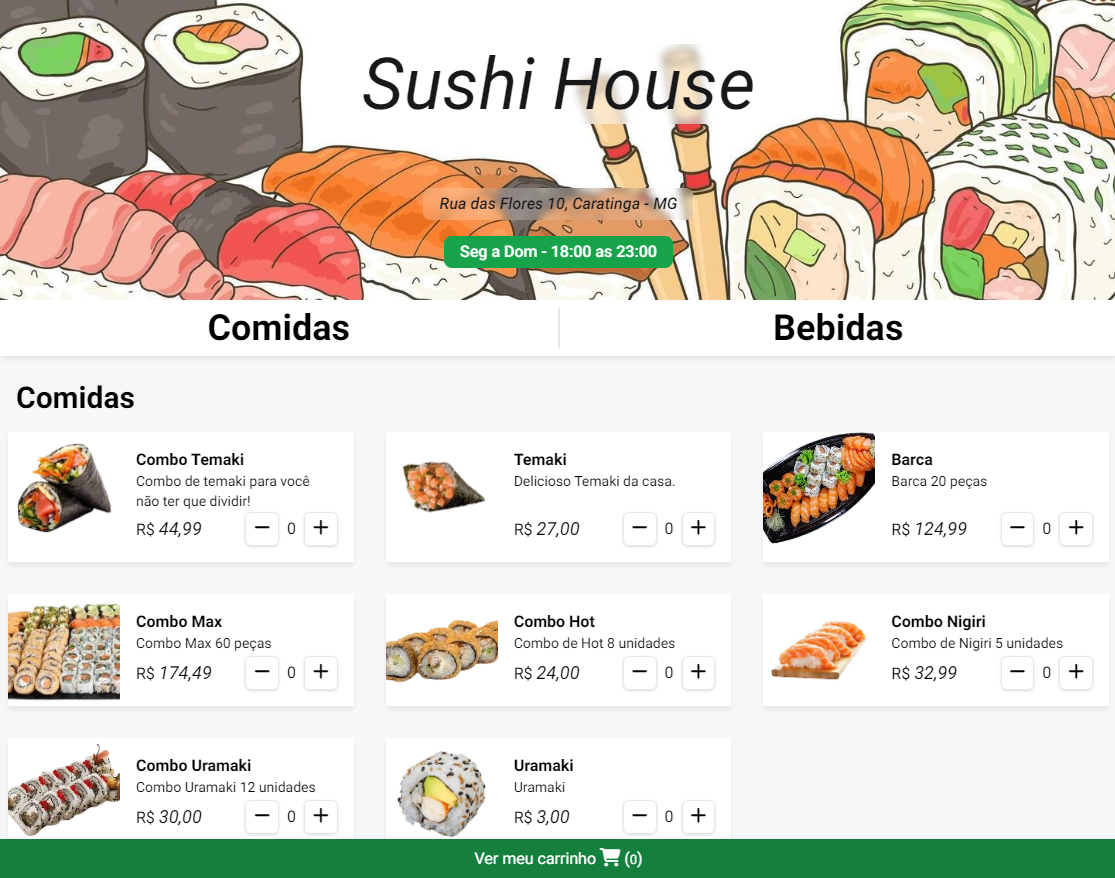 Sushi House
Rua das Flores 10, Caratinga - MG
Seg a Dom - 18:00 as 23:00
Comidas
Bebidas
Comidas
Combo Temaki
Combo de temaki para você
não ter que dividir!
R$ 44,99
0
Temaki
Delicioso Temaki da casa.
R$ 27,00
0
Barca
Barca 20 peças
R$ 124,99
0
Combo Max
Combo Max 60 peças
R$ 174,49
0
Combo Hot
Combo de Hot 8 unidades
R$ 24,00
0
Combo Nigiri
Combo de Nigiri 5 unidades
R$ 32,99
0
Combo Uramaki
Combo Uramaki 12 unidades
R$ 30,00
0
Uramaki
Uramaki
R$ 3,00
0
Ver meu carrinho (0)